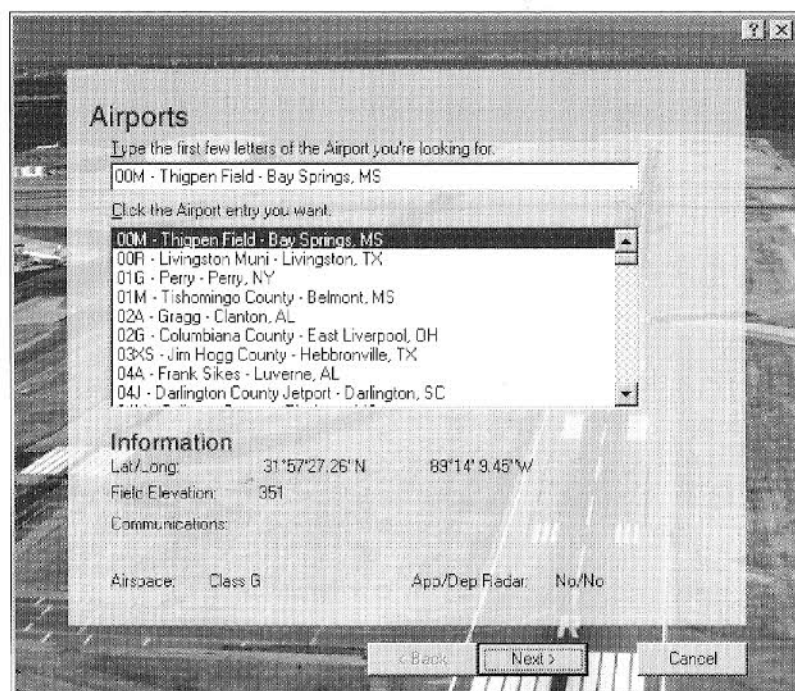 ? X
Airports
Type the first few letters of the Airport you're looking for.
00M - Thigpen Field - Bay Springs, MS
Click the Airport entry you want.
00M - Thigpen Field - Bay Springs, MS
00R - Livingston Muni - Livingston, TX
01G - Perry - Perry, NY
01M - Tishomingo County - Belmont, MS
02A - Gragg - Clanton, AL
02G - Columbiana County - East Liverpool, OH
03XS - Jim Hogg County - Hebbronville, TX
04A - Frank Sikes - Luverne, AL
04J - Darlington County Jetport - Darlington, SC
Information
Lat/Long: 31°57'27.26" N 89°14' 9.45" W
Field Elevation: 351
Communications:
Airspace: Class G App/Dep Radar: No/No
< Back Next > Cancel